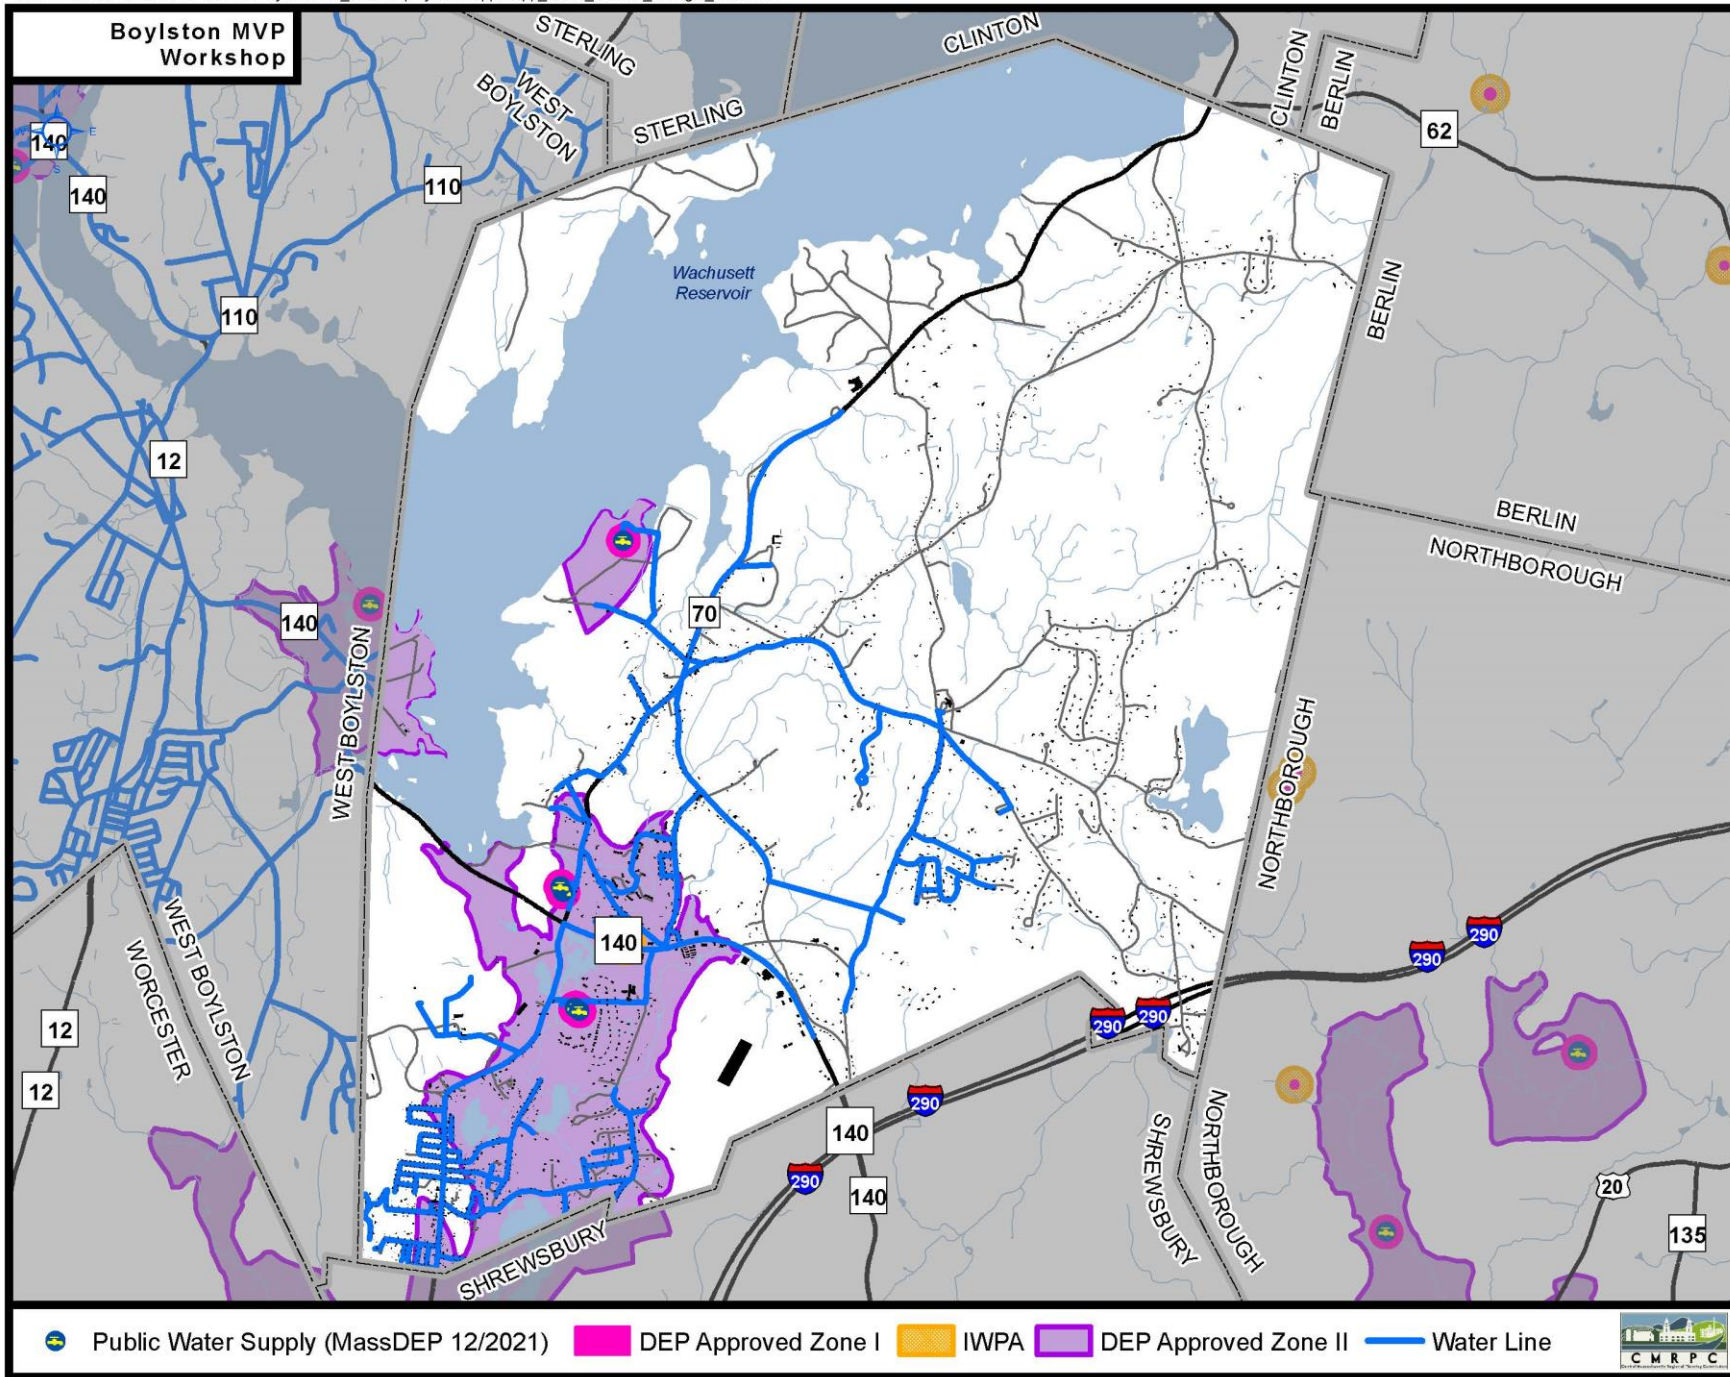 Boylston MVP
Workshop
STERLING
CLINTON
WEST
BOYLSTON
STERLING
CLINTON
BERLIN
62
140
140
110
W
E
S
110
Wachusett
Reservoir
BERLIN
12
BERLIN
NORTHBOROUGH
140
WEST BOYLSTON
70
NORTHBOROUGH
140
290
290
290
290
WEST BOYLSTON
WORCESTER
12
12
290
290
140
140
SHREWSBURY
NORTHBOROUGH
20
135
SHREWSBURY
Public Water Supply (MassDEP 12/2021)
DEP Approved Zone I
IWPA
DEP Approved Zone II
Water Line
CMRPC